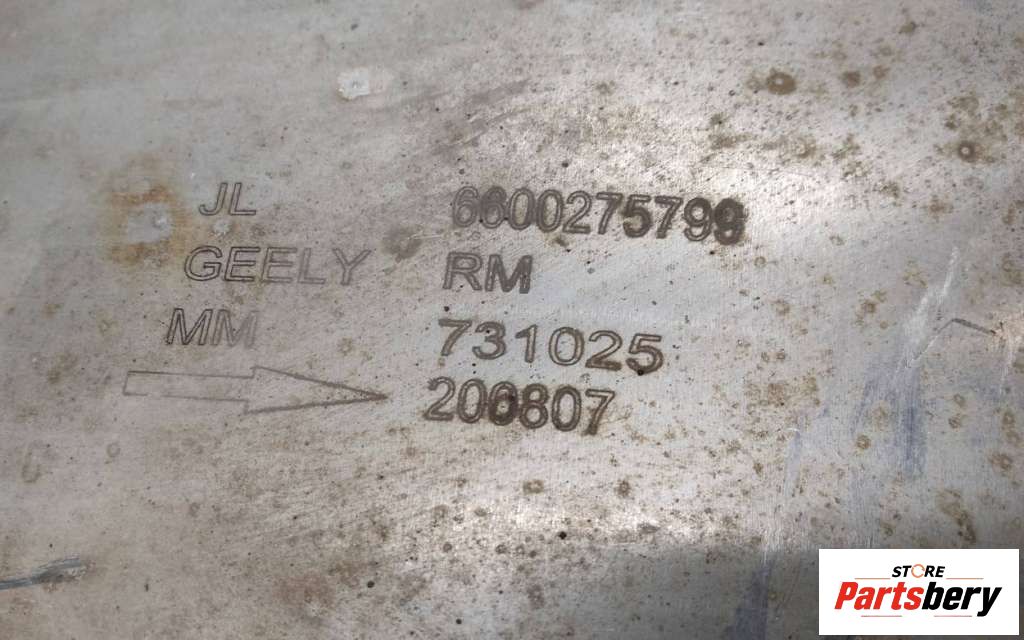 JL 6600275799
GEELY RM
MM 731025
200807
STORE
Partsbery